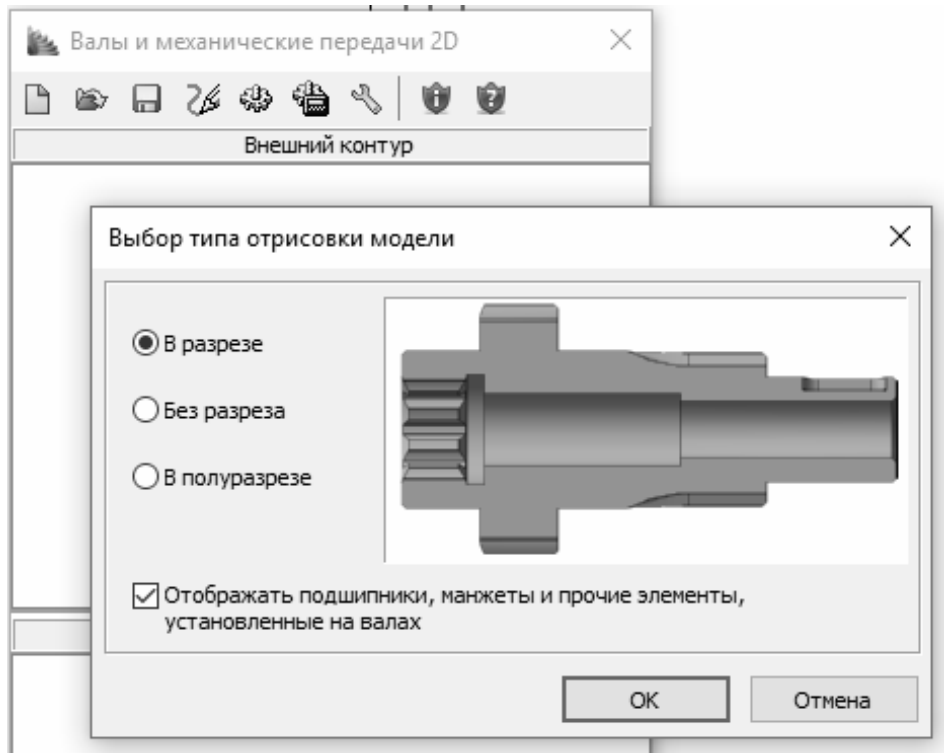 Валы и механические передачи 2D
Внешний контур
Выбор типа отрисовки модели
В разрезе
Без разреза
В полуразрезе
Отображать подшипники, манжеты и прочие элементы,
установленные на валах
OK
Отмена